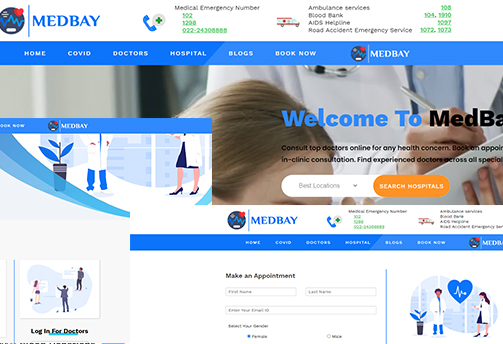 MEDBAY
Medical Emergency Number
102
1298
022-24308888
Ambulance services
Blood Bank
AIDS Helpline
Road Accident Emergency Service
108
104, 1910
1097
1072, 1073
HOME COVID DOCTORS HOSPITAL BLOGS BOOK NOW MEDBAY
Welcome To MedBa
Consult top doctors online for any health concern. Book an appoin
in-clinic consultation. Find experienced doctors across all special
Best Locations
SEARCH HOSPITALS
OOK NOW MEDBAY
Log In For Doctors
MEDBAY
Medical Emergency Number
102
1298
022-24308888
Ambulance services
Blood Bank
AIDS Helpline
Road Accident Emergency Ser
HOME COVID DOCTORS HOSPITAL BLOGS BOOK NOW MEDBA
Make an Appointment
First Name Last Name
Enter Your Email ID
Select Your Gender
Female Male